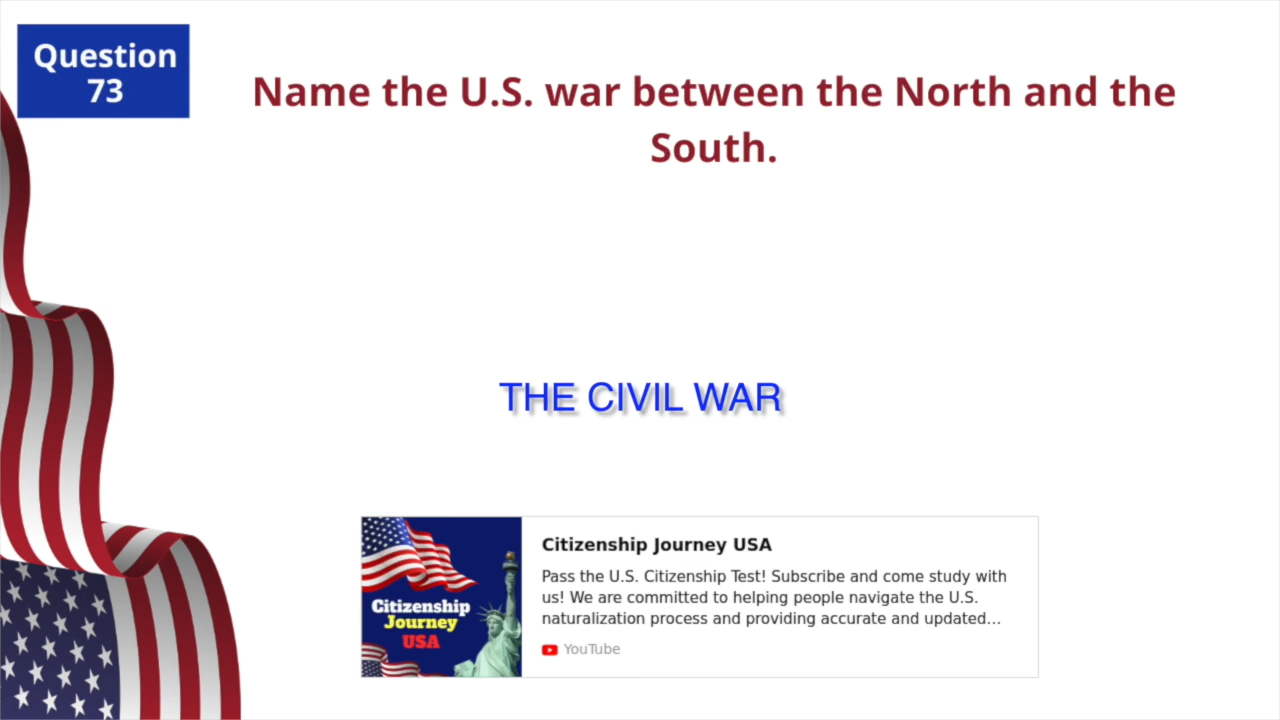 Question
73
Name the U.S. war between the North and the
South.
THE CIVIL WAR
Citizenship
Journey
USA
Citizenship Journey USA
Pass the U.S. Citizenship Test! Subscribe and come study with
us! We are committed to helping people navigate the U.S.
naturalization process and providing accurate and updated...
YouTube